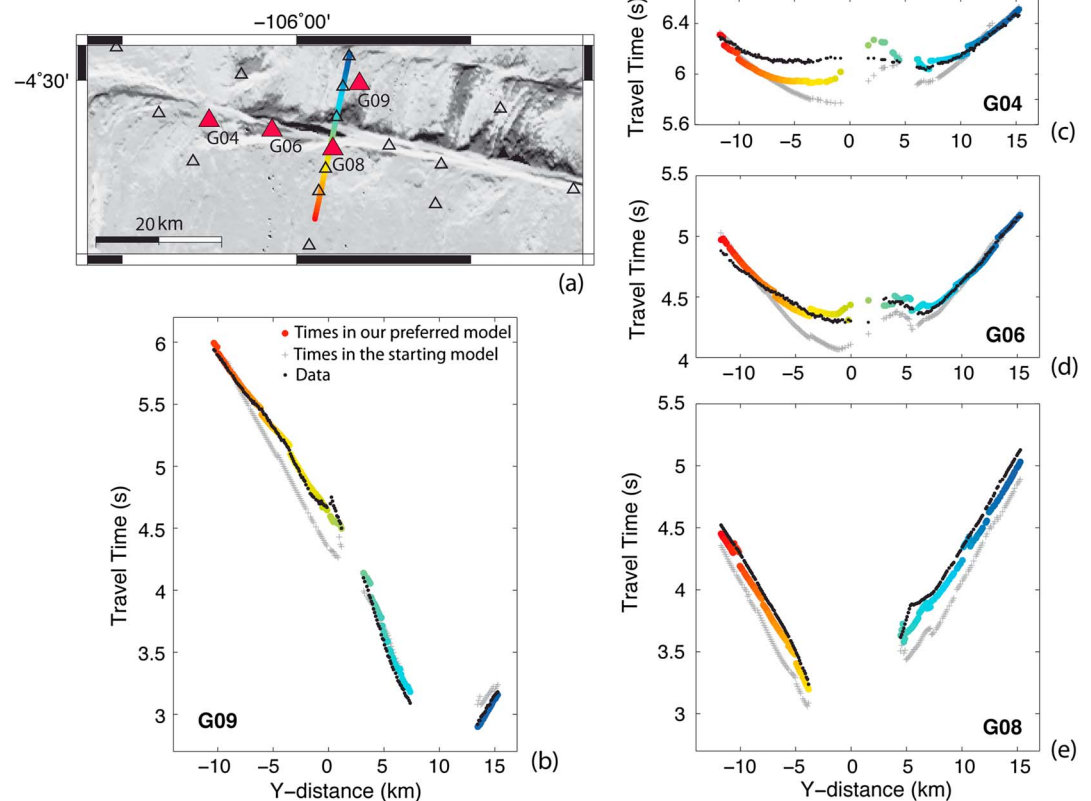 −106°00'
−4°30'
G09
G04
G06
G08
20 km
(a)
6
5.5
5
4.5
4
3.5
3
Travel Time (s)
Times in our preferred model
Times in the starting model
Data
G09
−10
−5
0
5
10
15
Y−distance (km)
(b)
6.4
6
5.6
Travel Time (s)
G04
−10
−5
0
5
10
15
(c)
5.5
5
4.5
4
Travel Time (s)
G06
−10
−5
0
5
10
15
(d)
5
4.5
4
3.5
3
Travel Time (s)
G08
−10
−5
0
5
10
15
Y−distance (km)
(e)